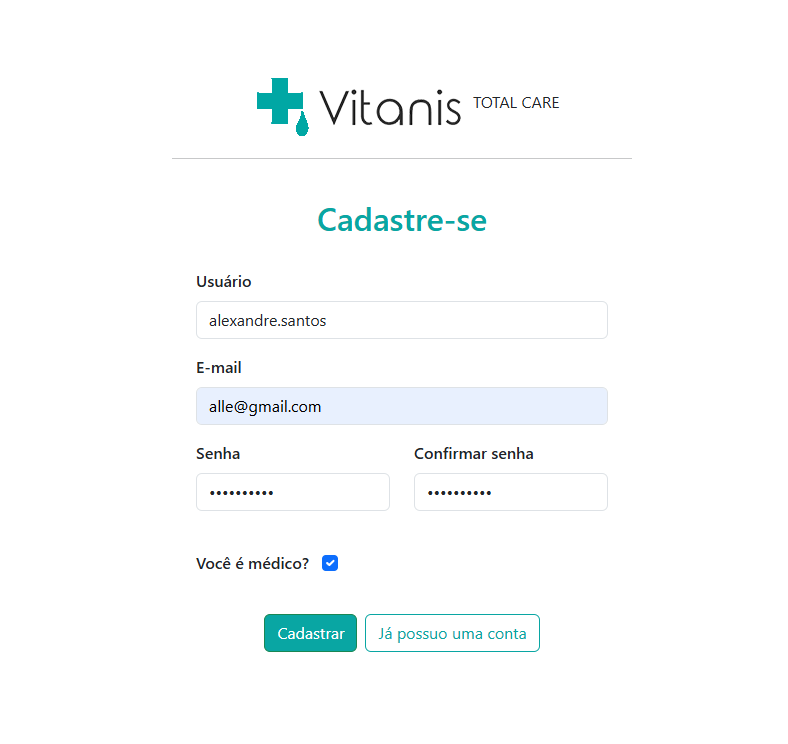 Vitanis TOTAL CARE
Cadastre-se
Usuário
alexandre.santos
E-mail
alle@gmail.com
Senha Confirmar senha
•••••••••• ••••••••••
Você é médico?
Cadastrar Já possuo uma conta